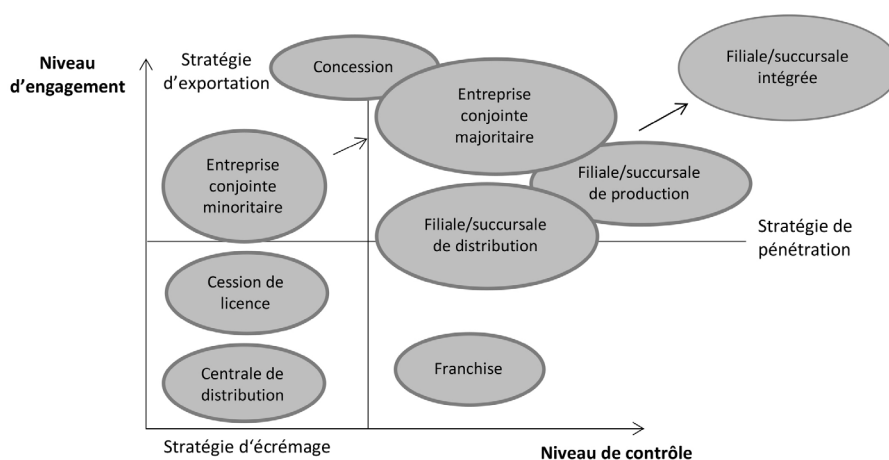 Niveau
d'engagement
Stratégie
d'exportation
Concession
Entreprise
conjointe
majoritaire
Filiale/succursale
intégrée
Entreprise
conjointe
minoritaire
Filiale/succursale
de production
Filiale/succursale
de distribution
Stratégie de
pénétration
Cession de
licence
Centrale de
distribution
Franchise
Stratégie d'écrémage
Niveau de contrôle